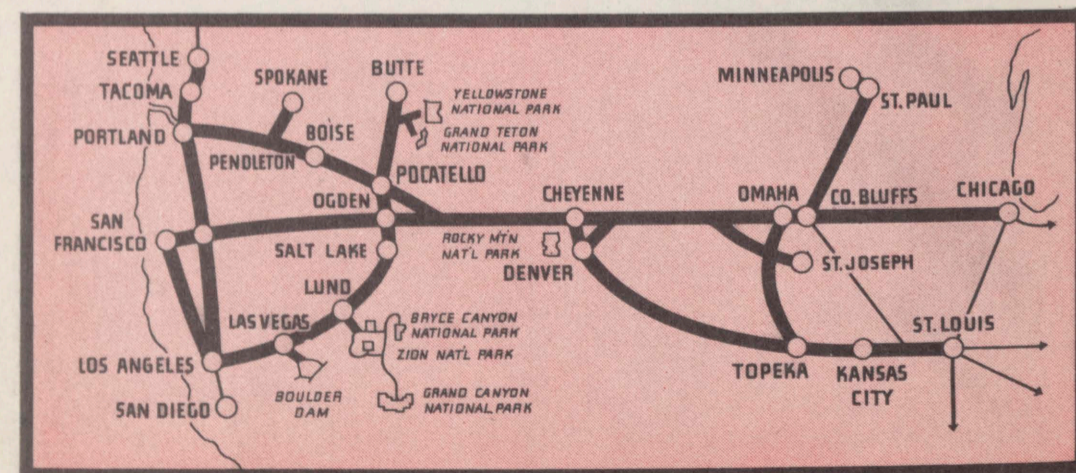 SEATTLE
TACOMA
PORTLAND
SPOKANE
BUTTE
YELLOWSTONE
NATIONAL PARK
GRAND TETON
NATIONAL PARK
BOISE
PENDLETON
POCATELLO
OGDEN
SAN
FRANCISCO
SALT LAKE
LUND
LAS VEGAS
LOS ANGELES
SAN DIEGO
BOULDER
DAM
BRYCE CANYON
NATIONAL PARK
ZION NAT'L PARK
GRAND CANYON
NATIONAL PARK
CHEYENNE
ROCKY MT'N
NAT'L PARK
DENVER
MINNEAPOLIS
ST. PAUL
OMAHA
CO. BLUFFS
CHICAGO
ST. JOSEPH
ST. LOUIS
TOPEKA
KANSAS
CITY